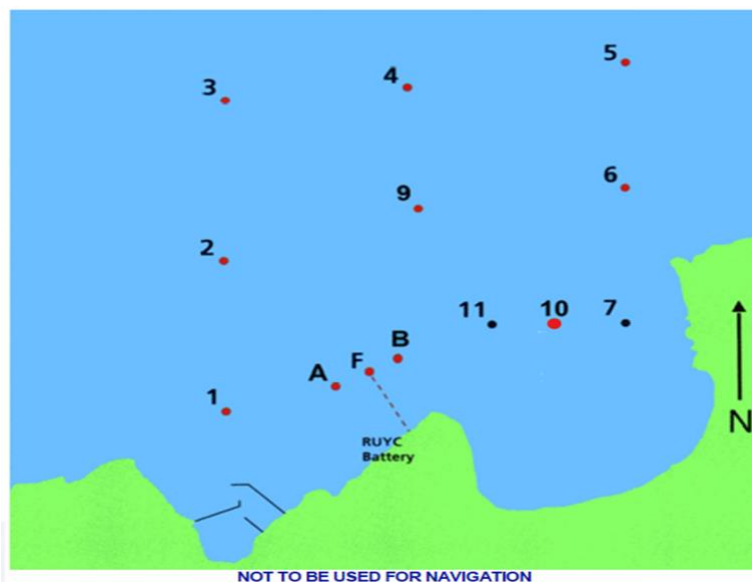 5
4
3
6
9
2
11 10 7
B
F
A
1
N
RUYC
Battery
NOT TO BE USED FOR NAVIGATION